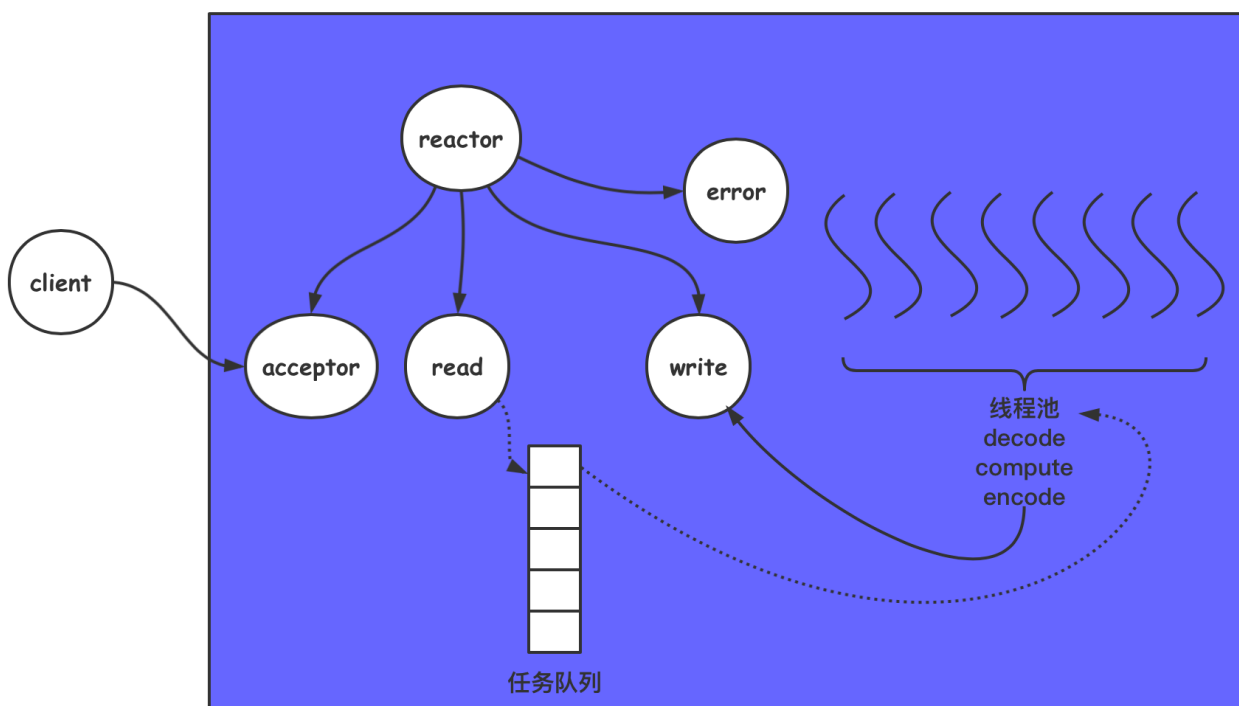 reactor
error
client
acceptor
read
write
线程池
decode
compute
encode
任务队列